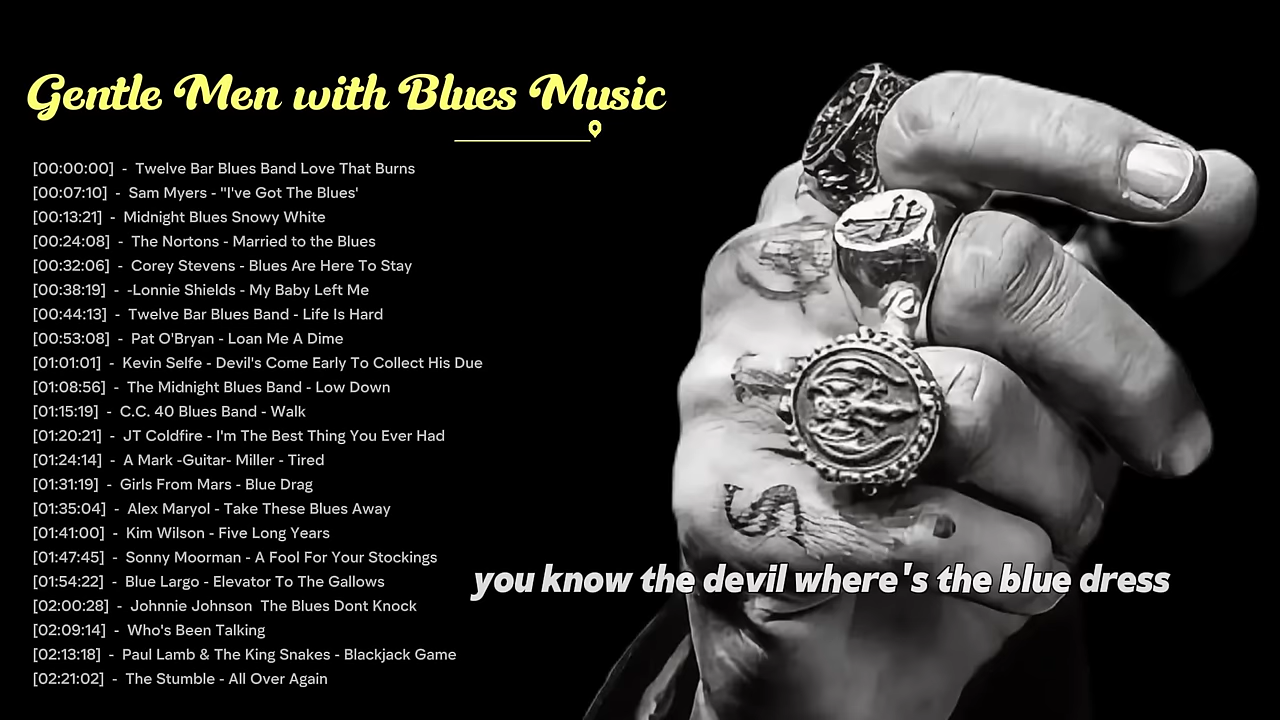 Gentle Men with Blues Music
[00:00:00] - Twelve Bar Blues Band Love That Burns
[00:07:10] - Sam Myers - "I've Got The Blues'
[00:13:21] - Midnight Blues Snowy White
[00:24:08] - The Nortons - Married to the Blues
[00:32:06] - Corey Stevens - Blues Are Here To Stay
[00:38:19] - -Lonnie Shields - My Baby Left Me
[00:44:13] - Twelve Bar Blues Band - Life Is Hard
[00:53:08] - Pat O'Bryan - Loan Me A Dime
[01:01:01] - Kevin Selfe - Devil's Come Early To Collect His Due
[01:08:56] - The Midnight Blues Band - Low Down
[01:15:19] - C.C. 40 Blues Band - Walk
[01:20:21] - JT Coldfire - I'm The Best Thing You Ever Had
[01:24:14] - A Mark -Guitar- Miller - Tired
[01:31:19] - Girls From Mars - Blue Drag
[01:35:04] - Alex Maryol - Take These Blues Away
[01:41:00] - Kim Wilson - Five Long Years
[01:47:45] - Sonny Moorman - A Fool For Your Stockings
[01:54:22] - Blue Largo - Elevator To The Gallows
[02:00:28] - Johnnie Johnson The Blues Dont Knock
[02:09:14] - Who's Been Talking
[02:13:18] - Paul Lamb & The King Snakes - Blackjack Game
[02:21:02] - The Stumble - All Over Again
you know the devil where's the blue dress